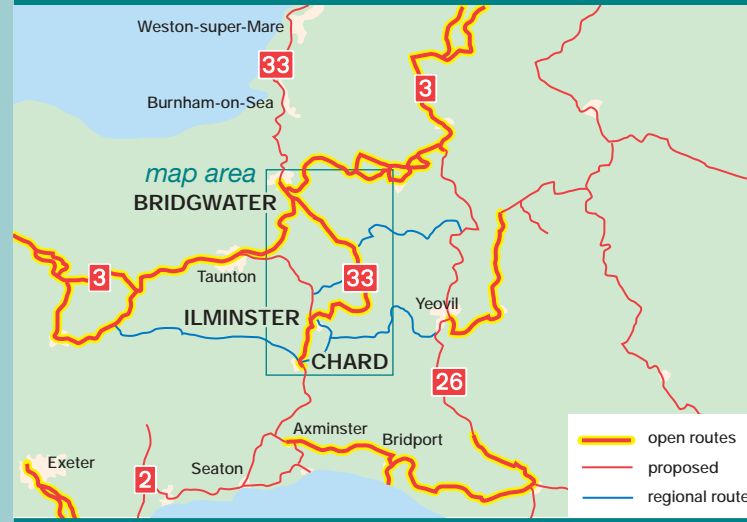 Weston-super-Mare
33
3
Burnham-on-Sea
map area
BRIDGWATER
3
Taunton
33
Yeovil
ILMINSTER
CHARD
26
Axminster
Bridport
Exeter
Seaton
2
open routes
proposed
regional route